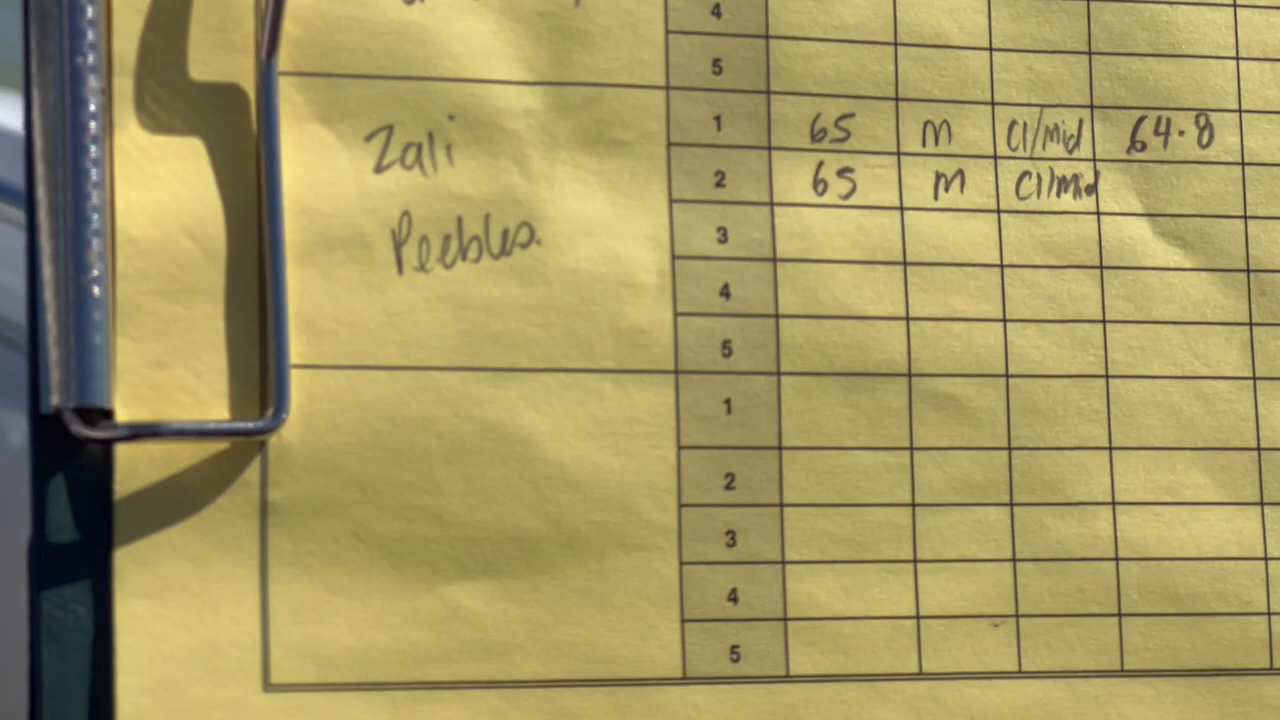 4
5
Zali
Peebles.
1 65 m Cl/Mid 64.8
2 65 m Cl/Mid
3
4
5
1
2
3
4
5